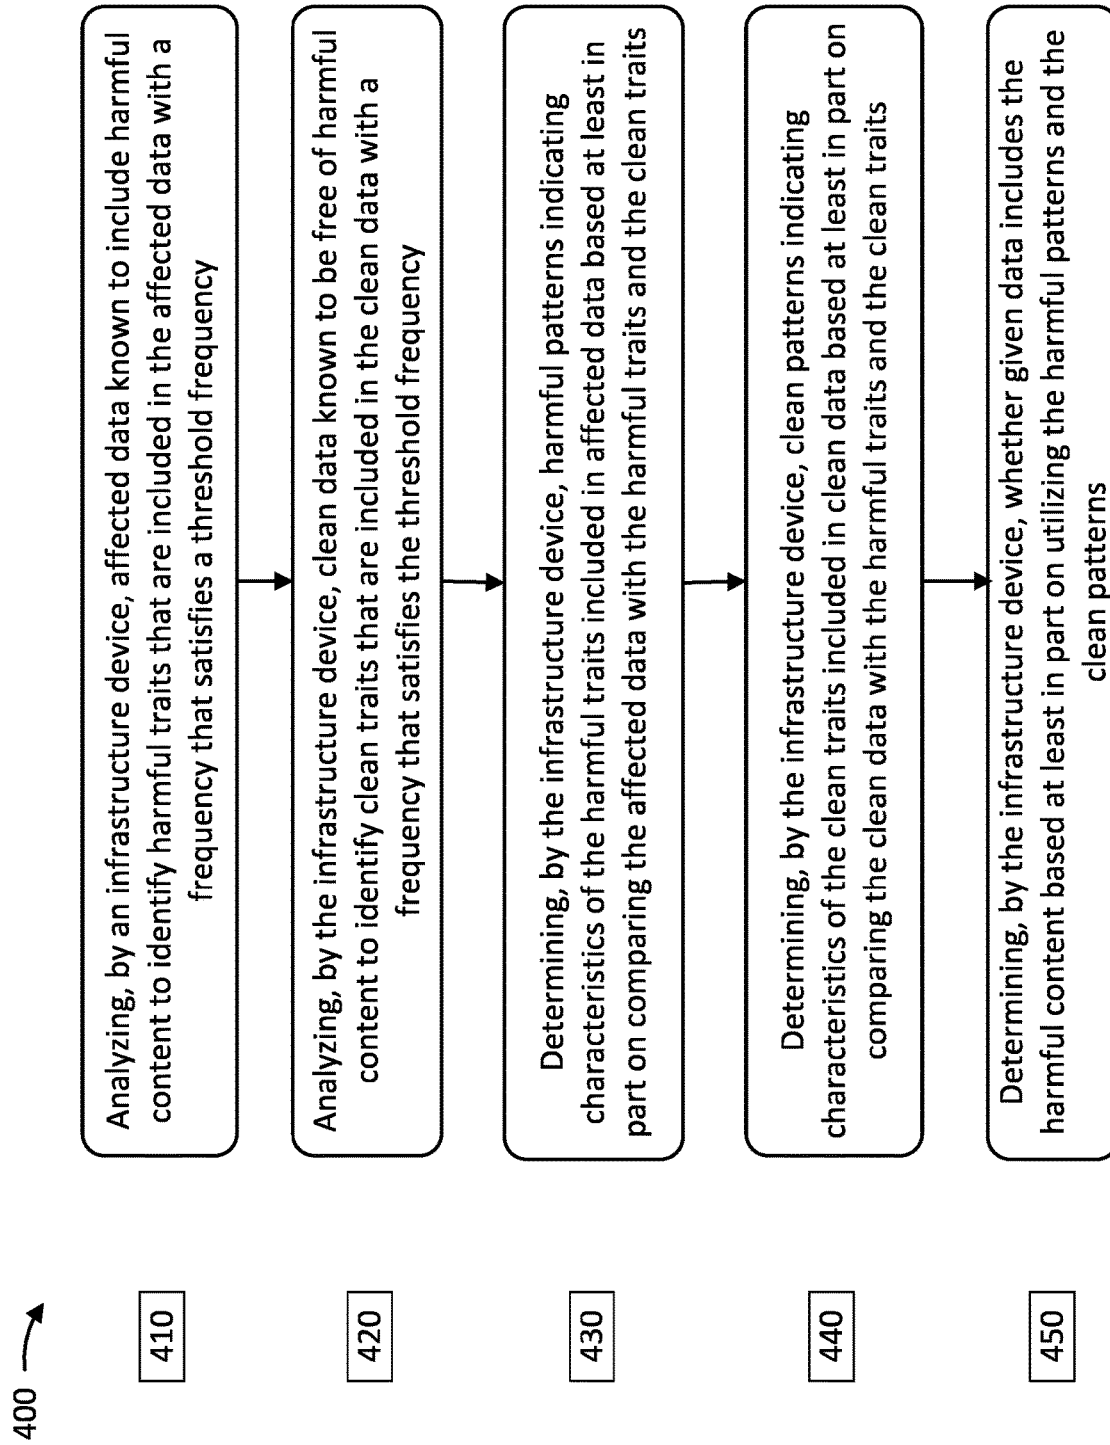 400
410
Analyzing, by an infrastructure device, affected data known to include harmful
content to identify harmful traits that are included in the affected data with a
frequency that satisfies a threshold frequency
420
Analyzing, by the infrastructure device, clean data known to be free of harmful
content to identify clean traits that are included in the clean data with a
frequency that satisfies the threshold frequency
430
Determining, by the infrastructure device, harmful patterns indicating
characteristics of the harmful traits included in affected data based at least in
part on comparing the affected data with the harmful traits and the clean traits
440
Determining, by the infrastructure device, clean patterns indicating
characteristics of the clean traits included in clean data based at least in part on
comparing the clean data with the harmful traits and the clean traits
450
Determining, by the infrastructure device, whether given data includes the
harmful content based at least in part on utilizing the harmful patterns and the
clean patterns